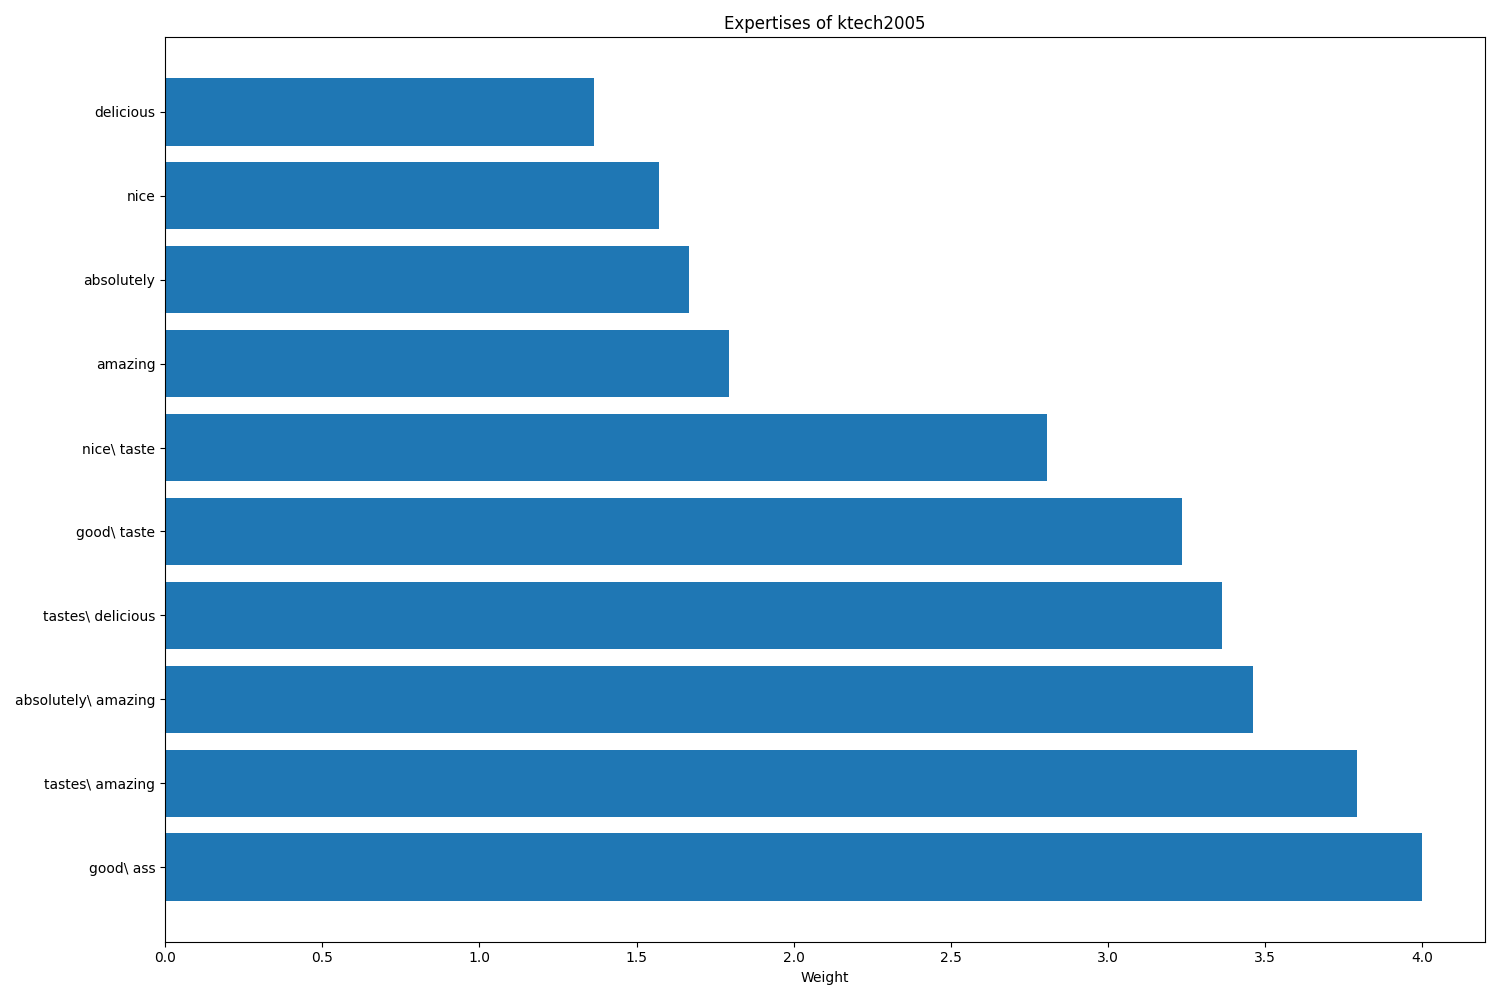 Expertises of ktech2005
delicious
nice
absolutely
amazing
nice\ taste
good\ taste
tastes\ delicious
absolutely\ amazing
tastes\ amazing
good\ ass
0.0 0.5 1.0 1.5 2.0 2.5 3.0 3.5 4.0
Weight